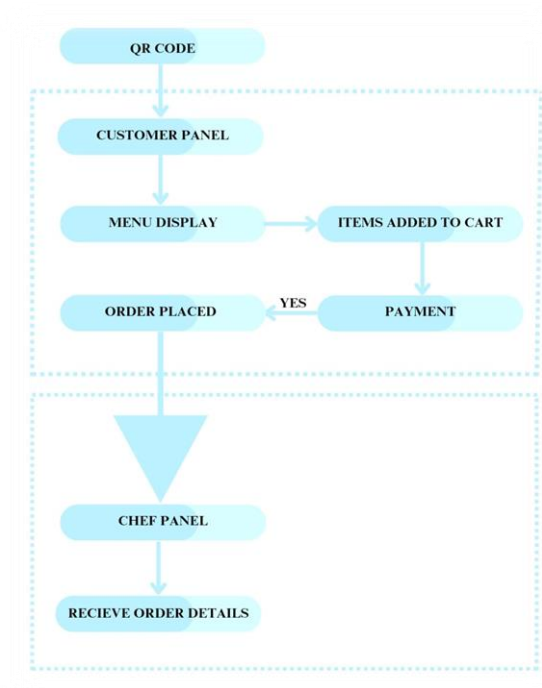 QR CODE
CUSTOMER PANEL
MENU DISPLAY
ITEMS ADDED TO CART
PAYMENT
YES
ORDER PLACED
CHEF PANEL
RECIEVE ORDER DETAILS